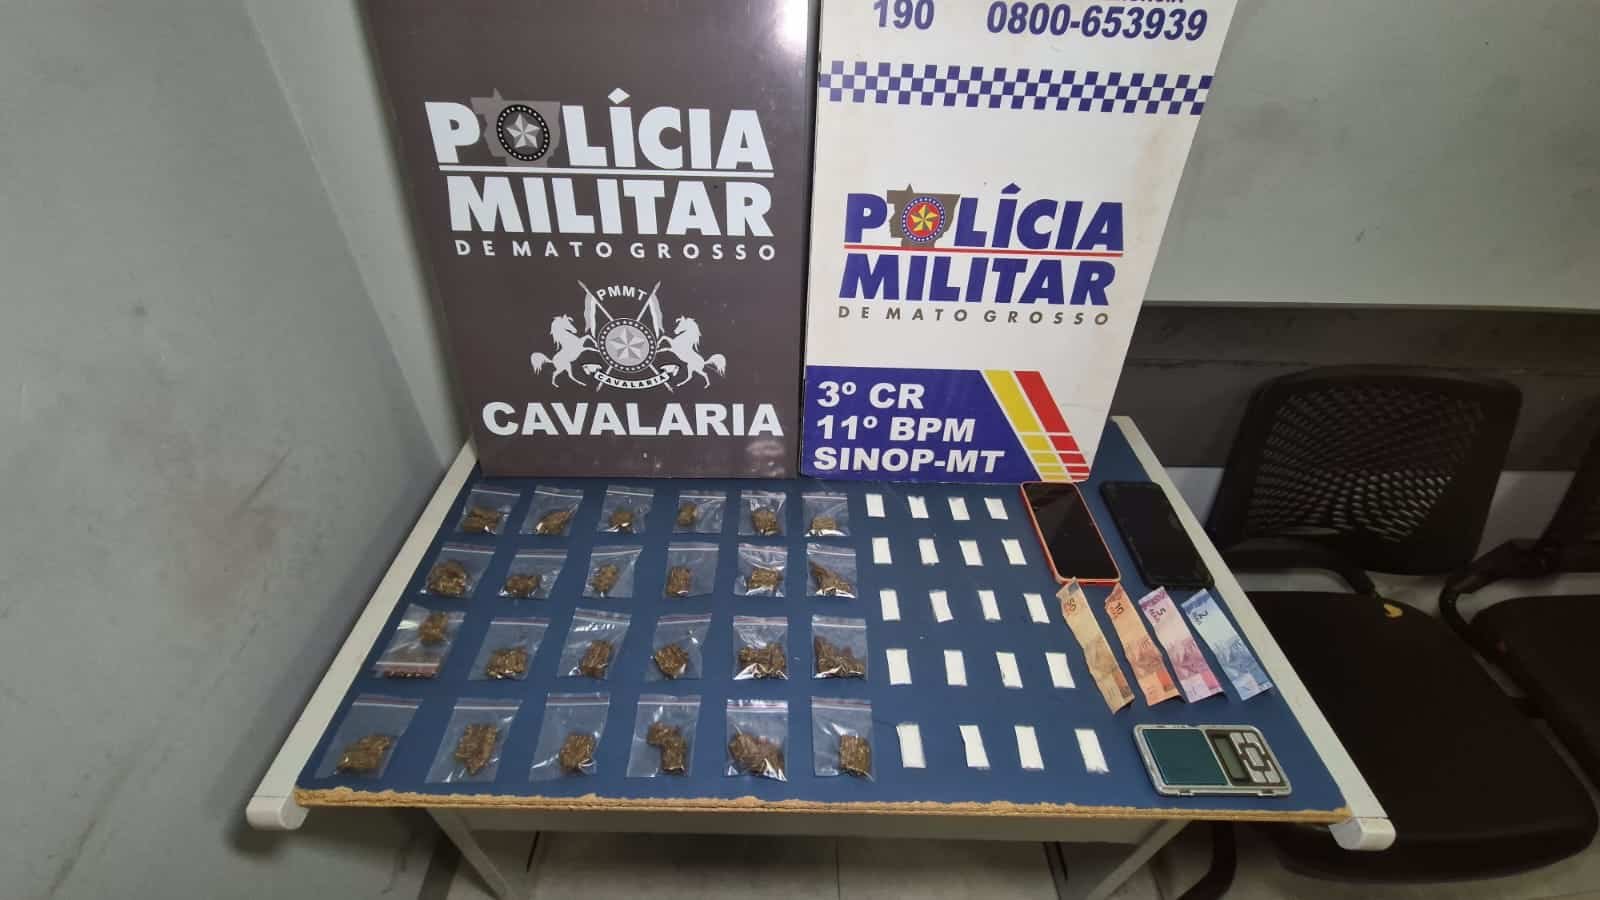 POLÍCIA
MILITAR
DE MATO GROSSO
PMMT
CAVALARIA
CAVALARIA
190 0800-653939
POLÍCIA
MILITAR
DE MATO GROSSO
3º CR
11º BPM
SINOP-MT